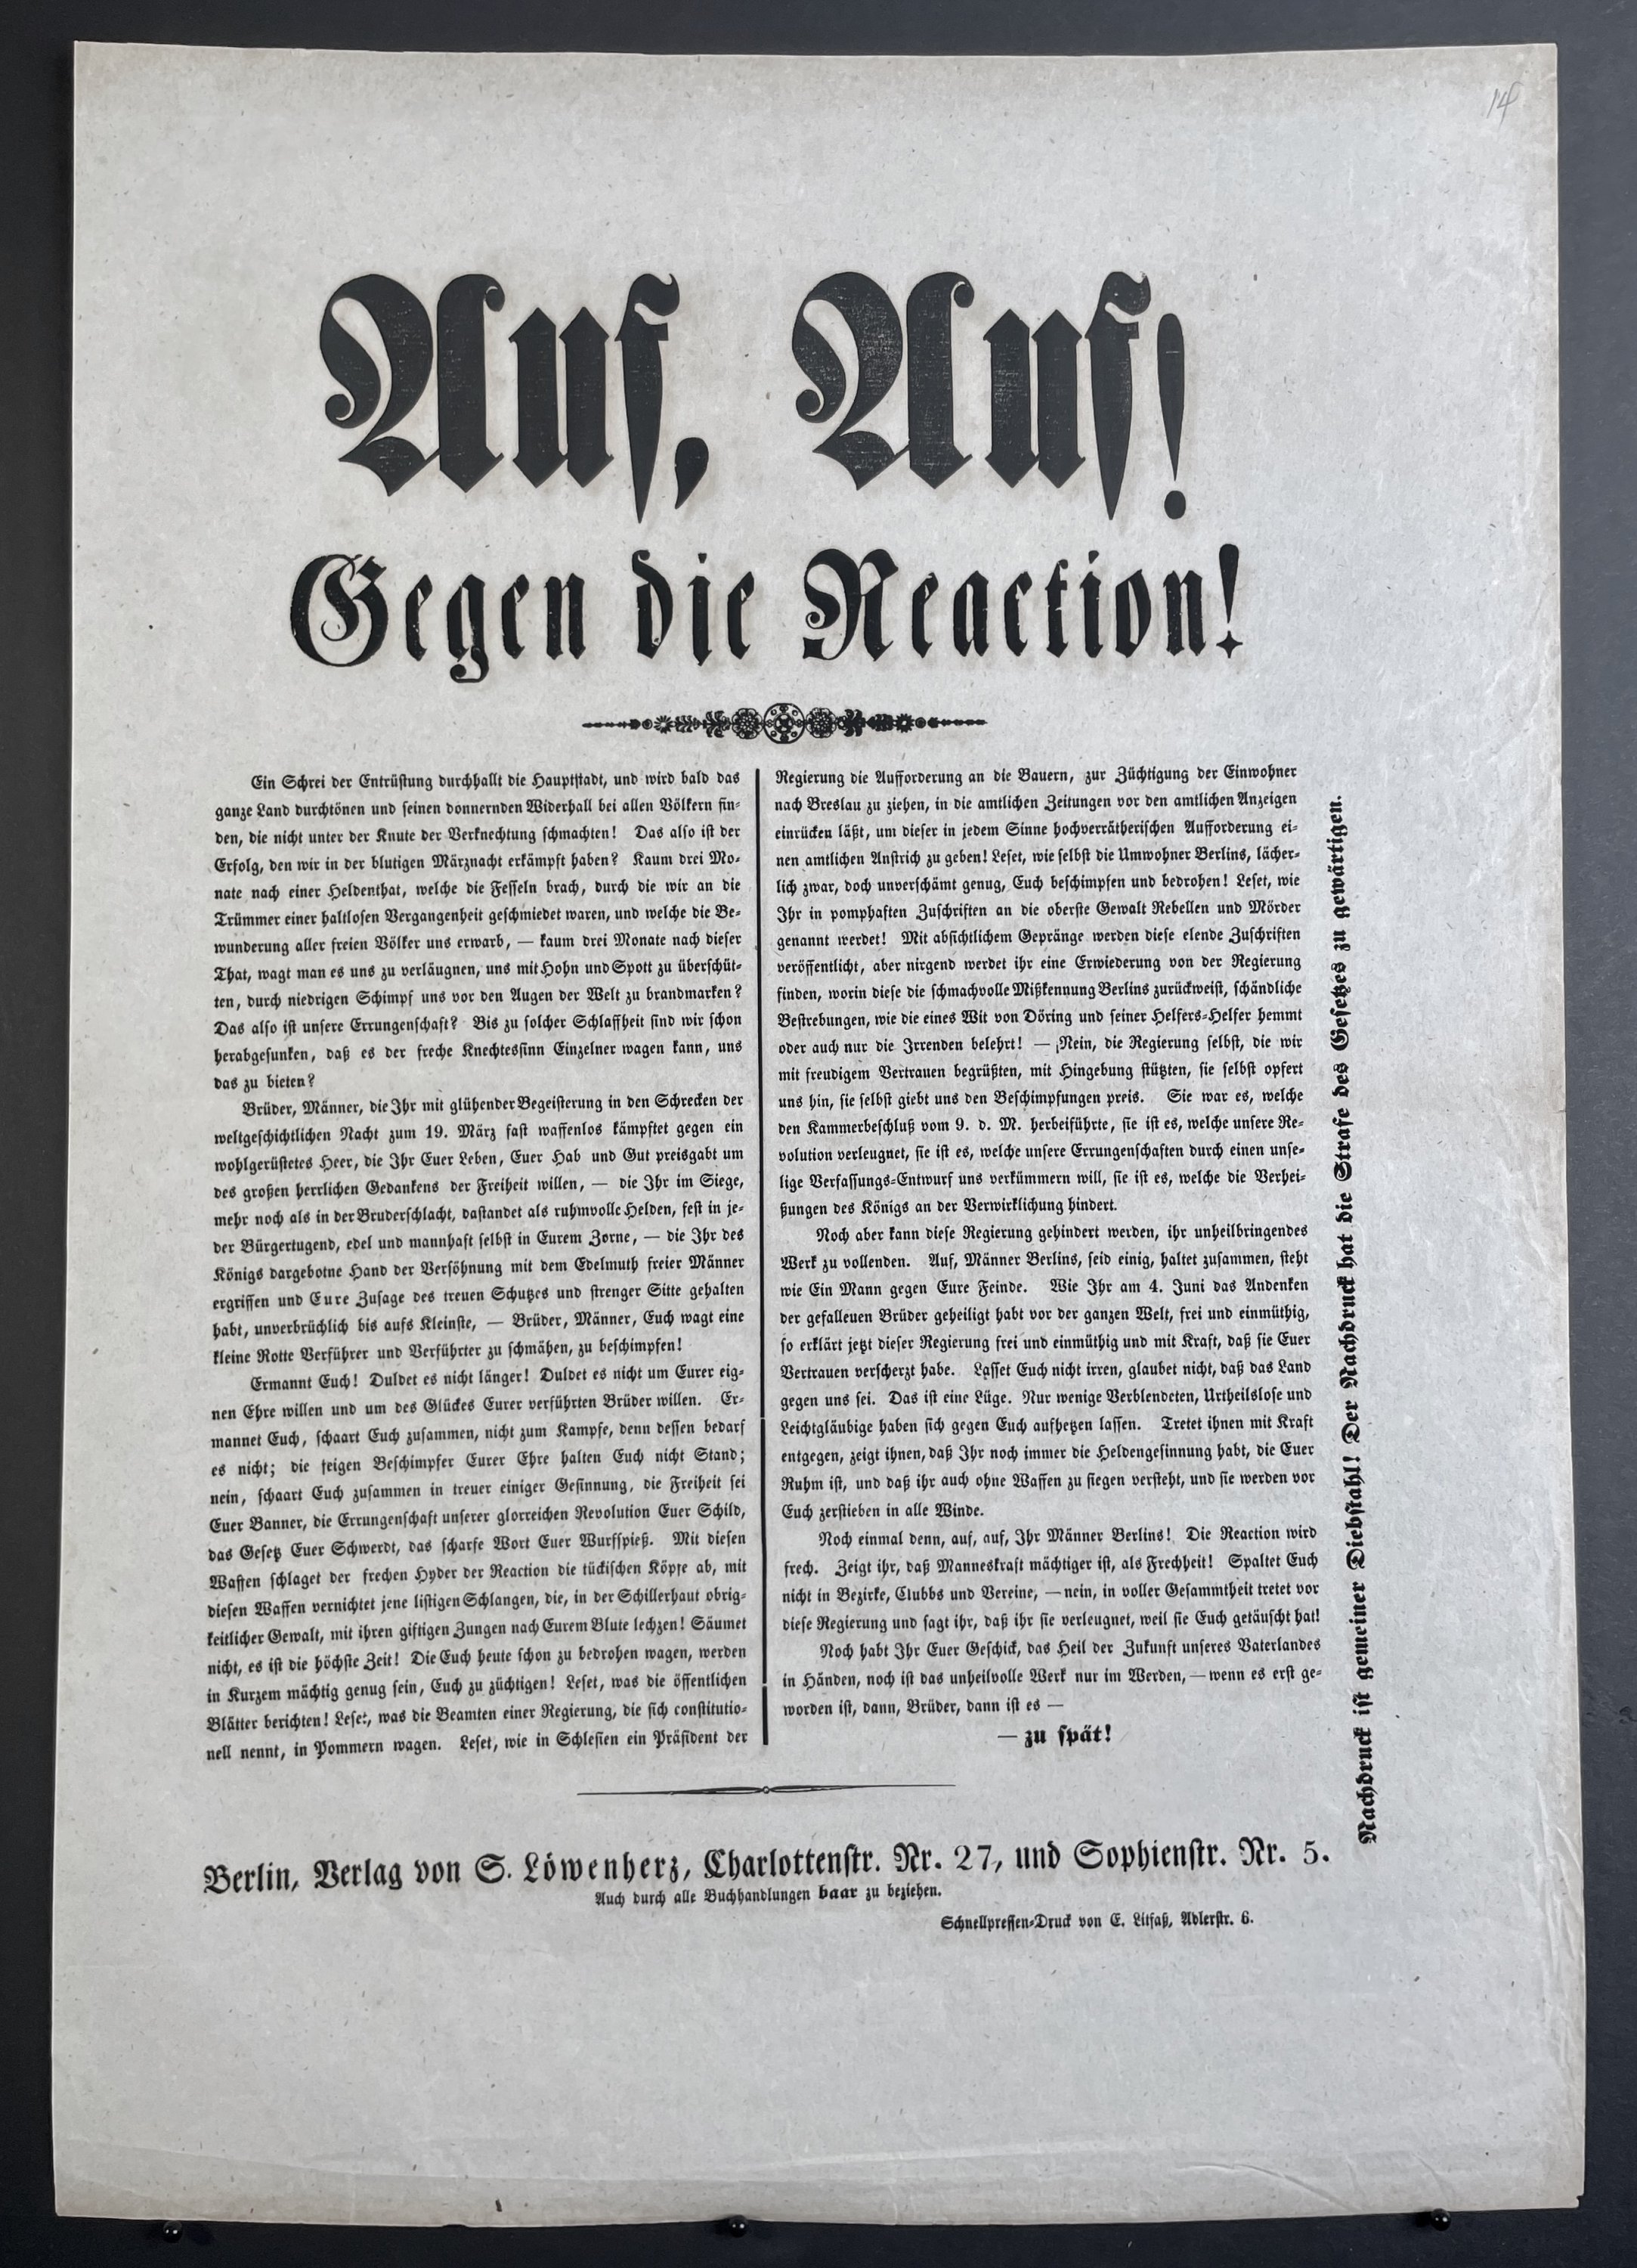 14
Auf, Auf!
Gegen die Reaction!
Ein Schrei der Entrüstung durchhallt die Hauptstadt, und wird bald das
ganze Land durchtönen und seinen donnernden Widerhall bei allen Völkern fin-
den, die nicht unter der Knute der Verknechtung schmachten! Das also ist der
Erfolg, den wir in der blutigen Märznacht erkämpft haben? Kaum drei Mo-
nate nach einer Heldenthat, welche die Fesseln brach, durch die wir an die
Trümmer einer haltlosen Vergangenheit geschmiedet waren, und welche die Be-
wunderung aller freien Völker uns erwarb, — kaum drei Monate nach dieser
That, wagt man es uns zu verläugnen, uns mit Hohn und Spott zu überschüt-
ten, durch niedrigen Schimpf uns vor den Augen der Welt zu brandmarken?
Das also ist unsere Errungenschaft? Bis zu solcher Schlaffheit sind wir schon
herabgesunken, daß es der freche Knechtessinn Einzelner wagen kann, uns
das zu bieten?
Brüder, Männer, die Ihr mit glühender Begeisterung in den Schrecken der
weltgeschichtlichen Nacht zum 19. März fast waffenlos kämpftet gegen ein
wohlgerüstetes Heer, die Ihr Euer Leben, Euer Hab und Gut preisgabt um
des großen herrlichen Gedankens der Freiheit willen, — die Ihr im Siege,
mehr noch als in der Bruderschlacht, dastandet als ruhmvolle Helden, fest in je-
der Bürgertugend, edel und mannhaft selbst in Eurem Zorne, — die Ihr des
Königs dargebotne Hand der Versöhnung mit dem Edelmuth freier Männer
ergriffen und Eure Zusage des treuen Schutzes und strenger Sitte gehalten
habt, unverbrüchlich bis aufs Kleinste, — Brüder, Männer, Euch wagt eine
kleine Rotte Verführer und Verführter zu schmähen, zu beschimpfen!
Ermannt Euch! Duldet es nicht länger! Duldet es nicht um Eurer eig-
nen Ehre willen und um des Glückes Eurer verführten Brüder willen. Er-
mannet Euch, schaart Euch zusammen, nicht zum Kampfe, denn dessen bedarf
es nicht; die feigen Beschimpfer Eurer Ehre halten Euch nicht Stand;
nein, schaart Euch zusammen in treuer einiger Gesinnung, die Freiheit sei
Euer Banner, die Errungenschaft unserer glorreichen Revolution Euer Schild,
das Gesetz Euer Schwerdt, das scharfe Wort Euer Wurfspieß. Mit diesen
Waffen schlaget der frechen Hyder der Reaction die tückischen Köpfe ab, mit
diesen Waffen vernichtet jene listigen Schlangen, die, in der Schillerhaut obrig-
keitlicher Gewalt, mit ihren giftigen Zungen nach Eurem Blute lechzen! Säumet
nicht, es ist die höchste Zeit! Die Euch heute schon zu bedrohen wagen, werden
in Kurzem mächtig genug sein, Euch zu züchtigen! Leset, was die öffentlichen
Blätter berichten! Leset, was die Beamten einer Regierung, die sich constitutio-
nell nennt, in Pommern wagen. Leset, wie in Schlesien ein Präsident der
Regierung die Aufforderung an die Bauern, zur Züchtigung der Einwohner
nach Breslau zu ziehen, in die amtlichen Zeitungen vor den amtlichen Anzeigen
einrücken läßt, um dieser in jedem Sinne hochverrätherischen Aufforderung ei-
nen amtlichen Anstrich zu geben! Leset, wie selbst die Umwohner Berlins, lächer-
lich zwar, doch unverschämt genug, Euch beschimpfen und bedrohen! Leset, wie
Ihr in pomphaften Zuschriften an die oberste Gewalt Rebellen und Mörder
genannt werdet! Mit absichtlichem Gepränge werden diese elende Zuschriften
veröffentlicht, aber nirgend werdet ihr eine Erwiederung von der Regierung
finden, worin diese die schmachvolle Mißkennung Berlins zurückweist, schändliche
Bestrebungen, wie die eines Wit von Döring und seiner Helfers-Helfer hemmt
oder auch nur die Irrenden belehrt! — Nein, die Regierung selbst, die wir
mit freudigem Vertrauen begrüßten, mit Hingebung stützten, sie selbst opfert
uns hin, sie selbst giebt uns den Beschimpfungen preis. Sie war es, welche
den Kammerbeschluß vom 9. d. M. herbeiführte, sie ist es, welche unsere Re-
volution verleugnet, sie ist es, welche unsere Errungenschaften durch einen unse-
lige Verfassungs-Entwurf uns verkümmern will, sie ist es, welche die Verhei-
ßungen des Königs an der Verwirklichung hindert.
Noch aber kann diese Regierung gehindert werden, ihr unheilbringendes
Werk zu vollenden. Auf, Männer Berlins, seid einig, haltet zusammen, steht
wie Ein Mann gegen Eure Feinde. Wie Ihr am 4. Juni das Andenken
der gefalleuen Brüder geheiligt habt vor der ganzen Welt, frei und einmüthig,
so erklärt jetzt dieser Regierung frei und einmüthig und mit Kraft, daß sie Euer
Vertrauen verscherzt habe. Lasset Euch nicht irren, glaubet nicht, daß das Land
gegen uns sei. Das ist eine Lüge. Nur wenige Verblendeten, Urtheilslose und
Leichtgläubige haben sich gegen Euch aufhetzen lassen. Tretet ihnen mit Kraft
entgegen, zeigt ihnen, daß Ihr noch immer die Heldengesinnung habt, die Euer
Ruhm ist, und daß ihr auch ohne Waffen zu siegen versteht, und sie werden vor
Euch zerstieben in alle Winde.
Noch einmal denn, auf, auf, Ihr Männer Berlins! Die Reaction wird
frech. Zeigt ihr, daß Manneskraft mächtiger ist, als Frechheit! Spaltet Euch
nicht in Bezirke, Clubbs und Vereine, — nein, in voller Gesammtheit tretet vor
diese Regierung und sagt ihr, daß ihr sie verleugnet, weil sie Euch getäuscht hat!
Noch habt Ihr Euer Geschick, das Heil der Zukunft unseres Vaterlandes
in Händen, noch ist das unheilvolle Werk nur im Werden, — wenn es erst ge-
worden ist, dann, Brüder, dann ist es —
— zu spät!
Nachdruck ist gemeiner Diebstahl! Der Nachdruck hat die Strafe des Gesetzes zu gewärtigen.
Berlin, Verlag von S. Löwenherz, Charlottenstr. Nr. 27, und Sophienstr. Nr. 5.
Auch durch alle Buchhandlungen baar zu beziehen.
Schnellpressen-Druck von E. Litfaß, Adlerstr. 6.